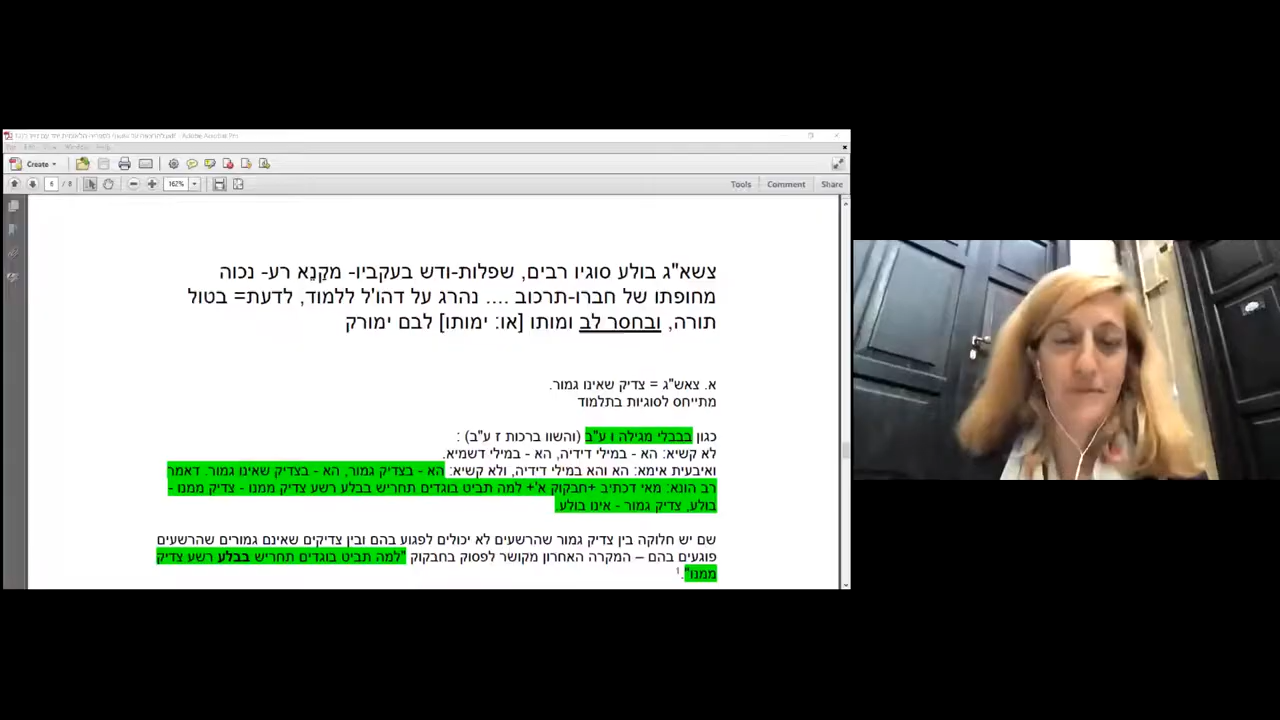 Create
6 / 8
162%
Tools
Comment
Share
צשא"ג בולע סוגיו רבים, שפלות-ודש בעקביו- מקַנֵא רע- נכוה
מחופתו של חברו-תרכוב .... נהרג על דהו'ל ללמוד, לדעת= בטול
תורה, ובחסר לב ומותו [או: ימותו] לבם ימורק
א. צאש"ג = צדיק שאינו גמור.
מתייחס לסוגיות בתלמוד
כגון בבבלי מגילה ו ע"ב (והשוו ברכות ז ע"ב) :
לא קשיא: הא - במילי דידיה, הא - במילי דשמיא.
ואיבעית אימא: הא והא במילי דידיה, ולא קשיא: הא - בצדיק גמור, הא - בצדיק שאינו גמור. דאמר
רב הונא: מאי דכתיב +חבקוק א'+ למה תביט בוגדים תחריש בבלע רשע צדיק ממנו - צדיק ממנו -
בולע, צדיק גמור - אינו בולע.
שם יש חלוקה בין צדיק גמור שהרשעים לא יכולים לפגוע בהם ובין צדיקים שאינם גמורים שהרשעים
פוגעים בהם – המקרה האחרון מקושר לפסוק בחבקוק "למה תביט בוגדים תחריש בבלע רשע צדיק
ממנו".1